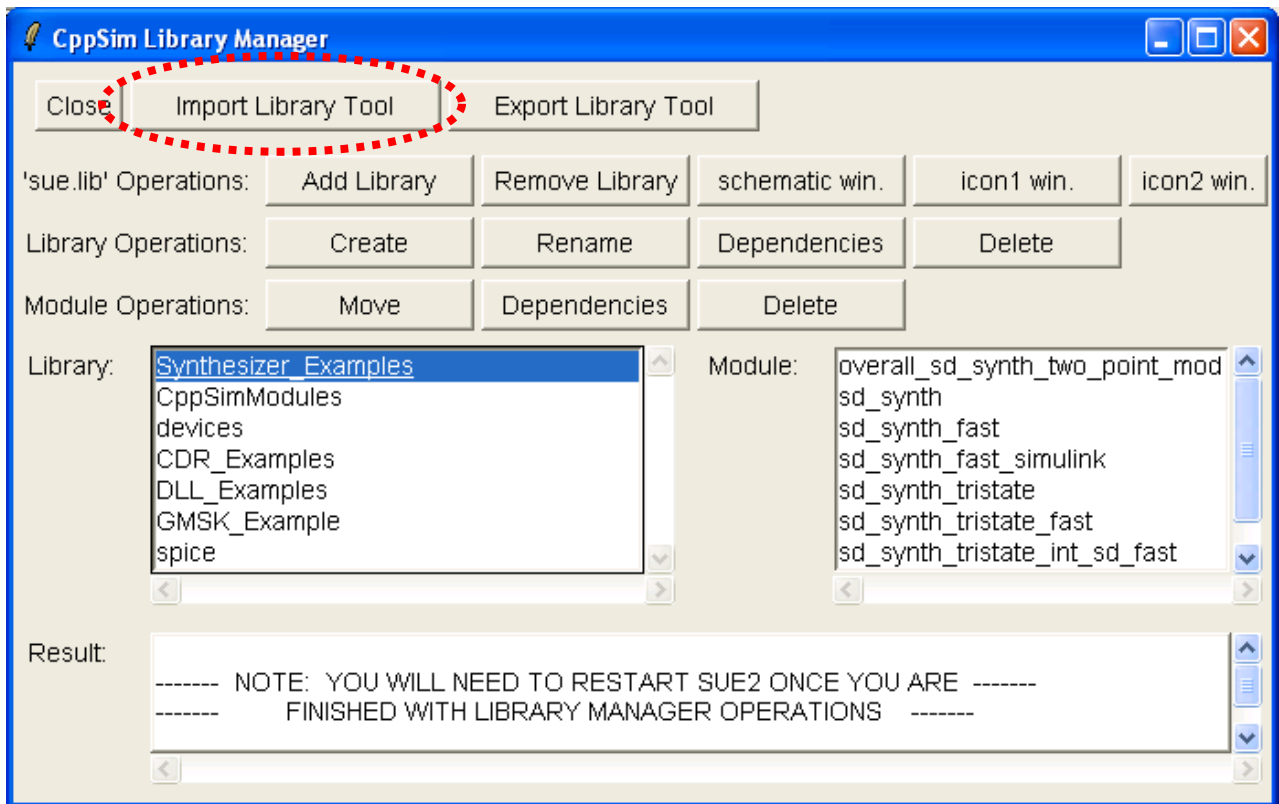 CppSim Library Manager
Close Import Library Tool Export Library Tool
'sue.lib' Operations: Add Library Remove Library schematic win. icon1 win. icon2 win.
Library Operations: Create Rename Dependencies Delete
Module Operations: Move Dependencies Delete
Library: Synthesizer_Examples Module: overall_sd_synth_two_point_mod
CppSimModules sd_synth
devices sd_synth_fast
CDR_Examples sd_synth_fast_simulink
DLL_Examples sd_synth_tristate
GMSK_Example sd_synth_tristate_fast
spice sd_synth_tristate_int_sd_fast
Result:
------- NOTE: YOU WILL NEED TO RESTART SUE2 ONCE YOU ARE -------
------- FINISHED WITH LIBRARY MANAGER OPERATIONS -------